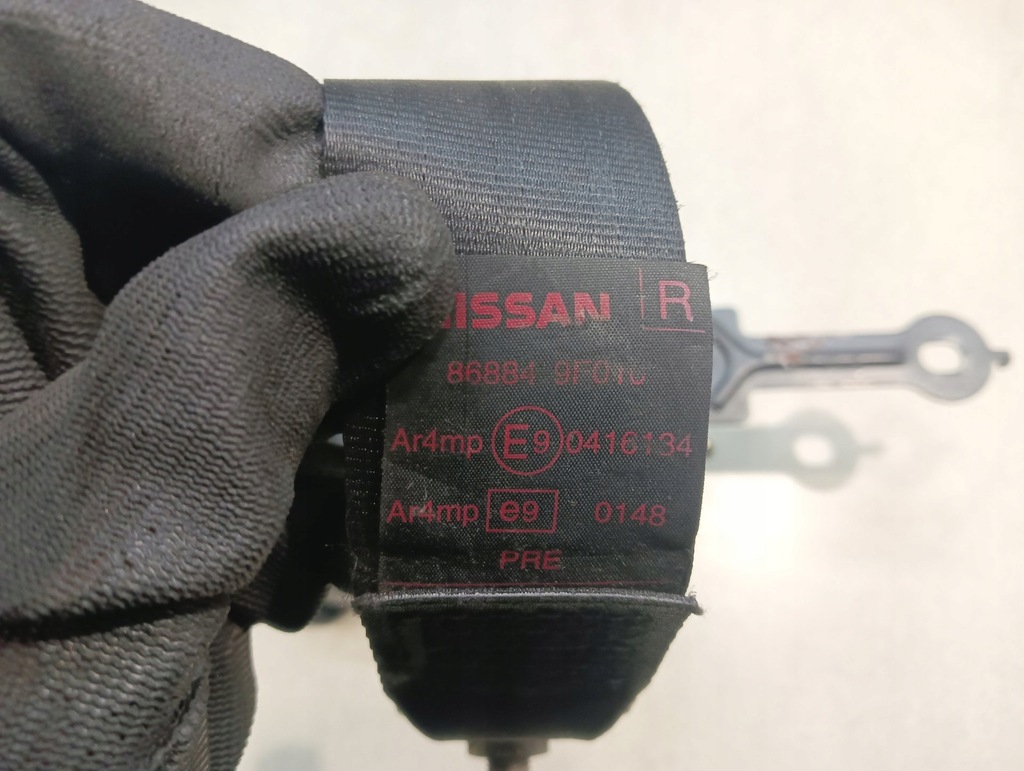 NISSAN R
86884 9F010
Ar4mp E9 0416134
Ar4mp e9 0148
PRE